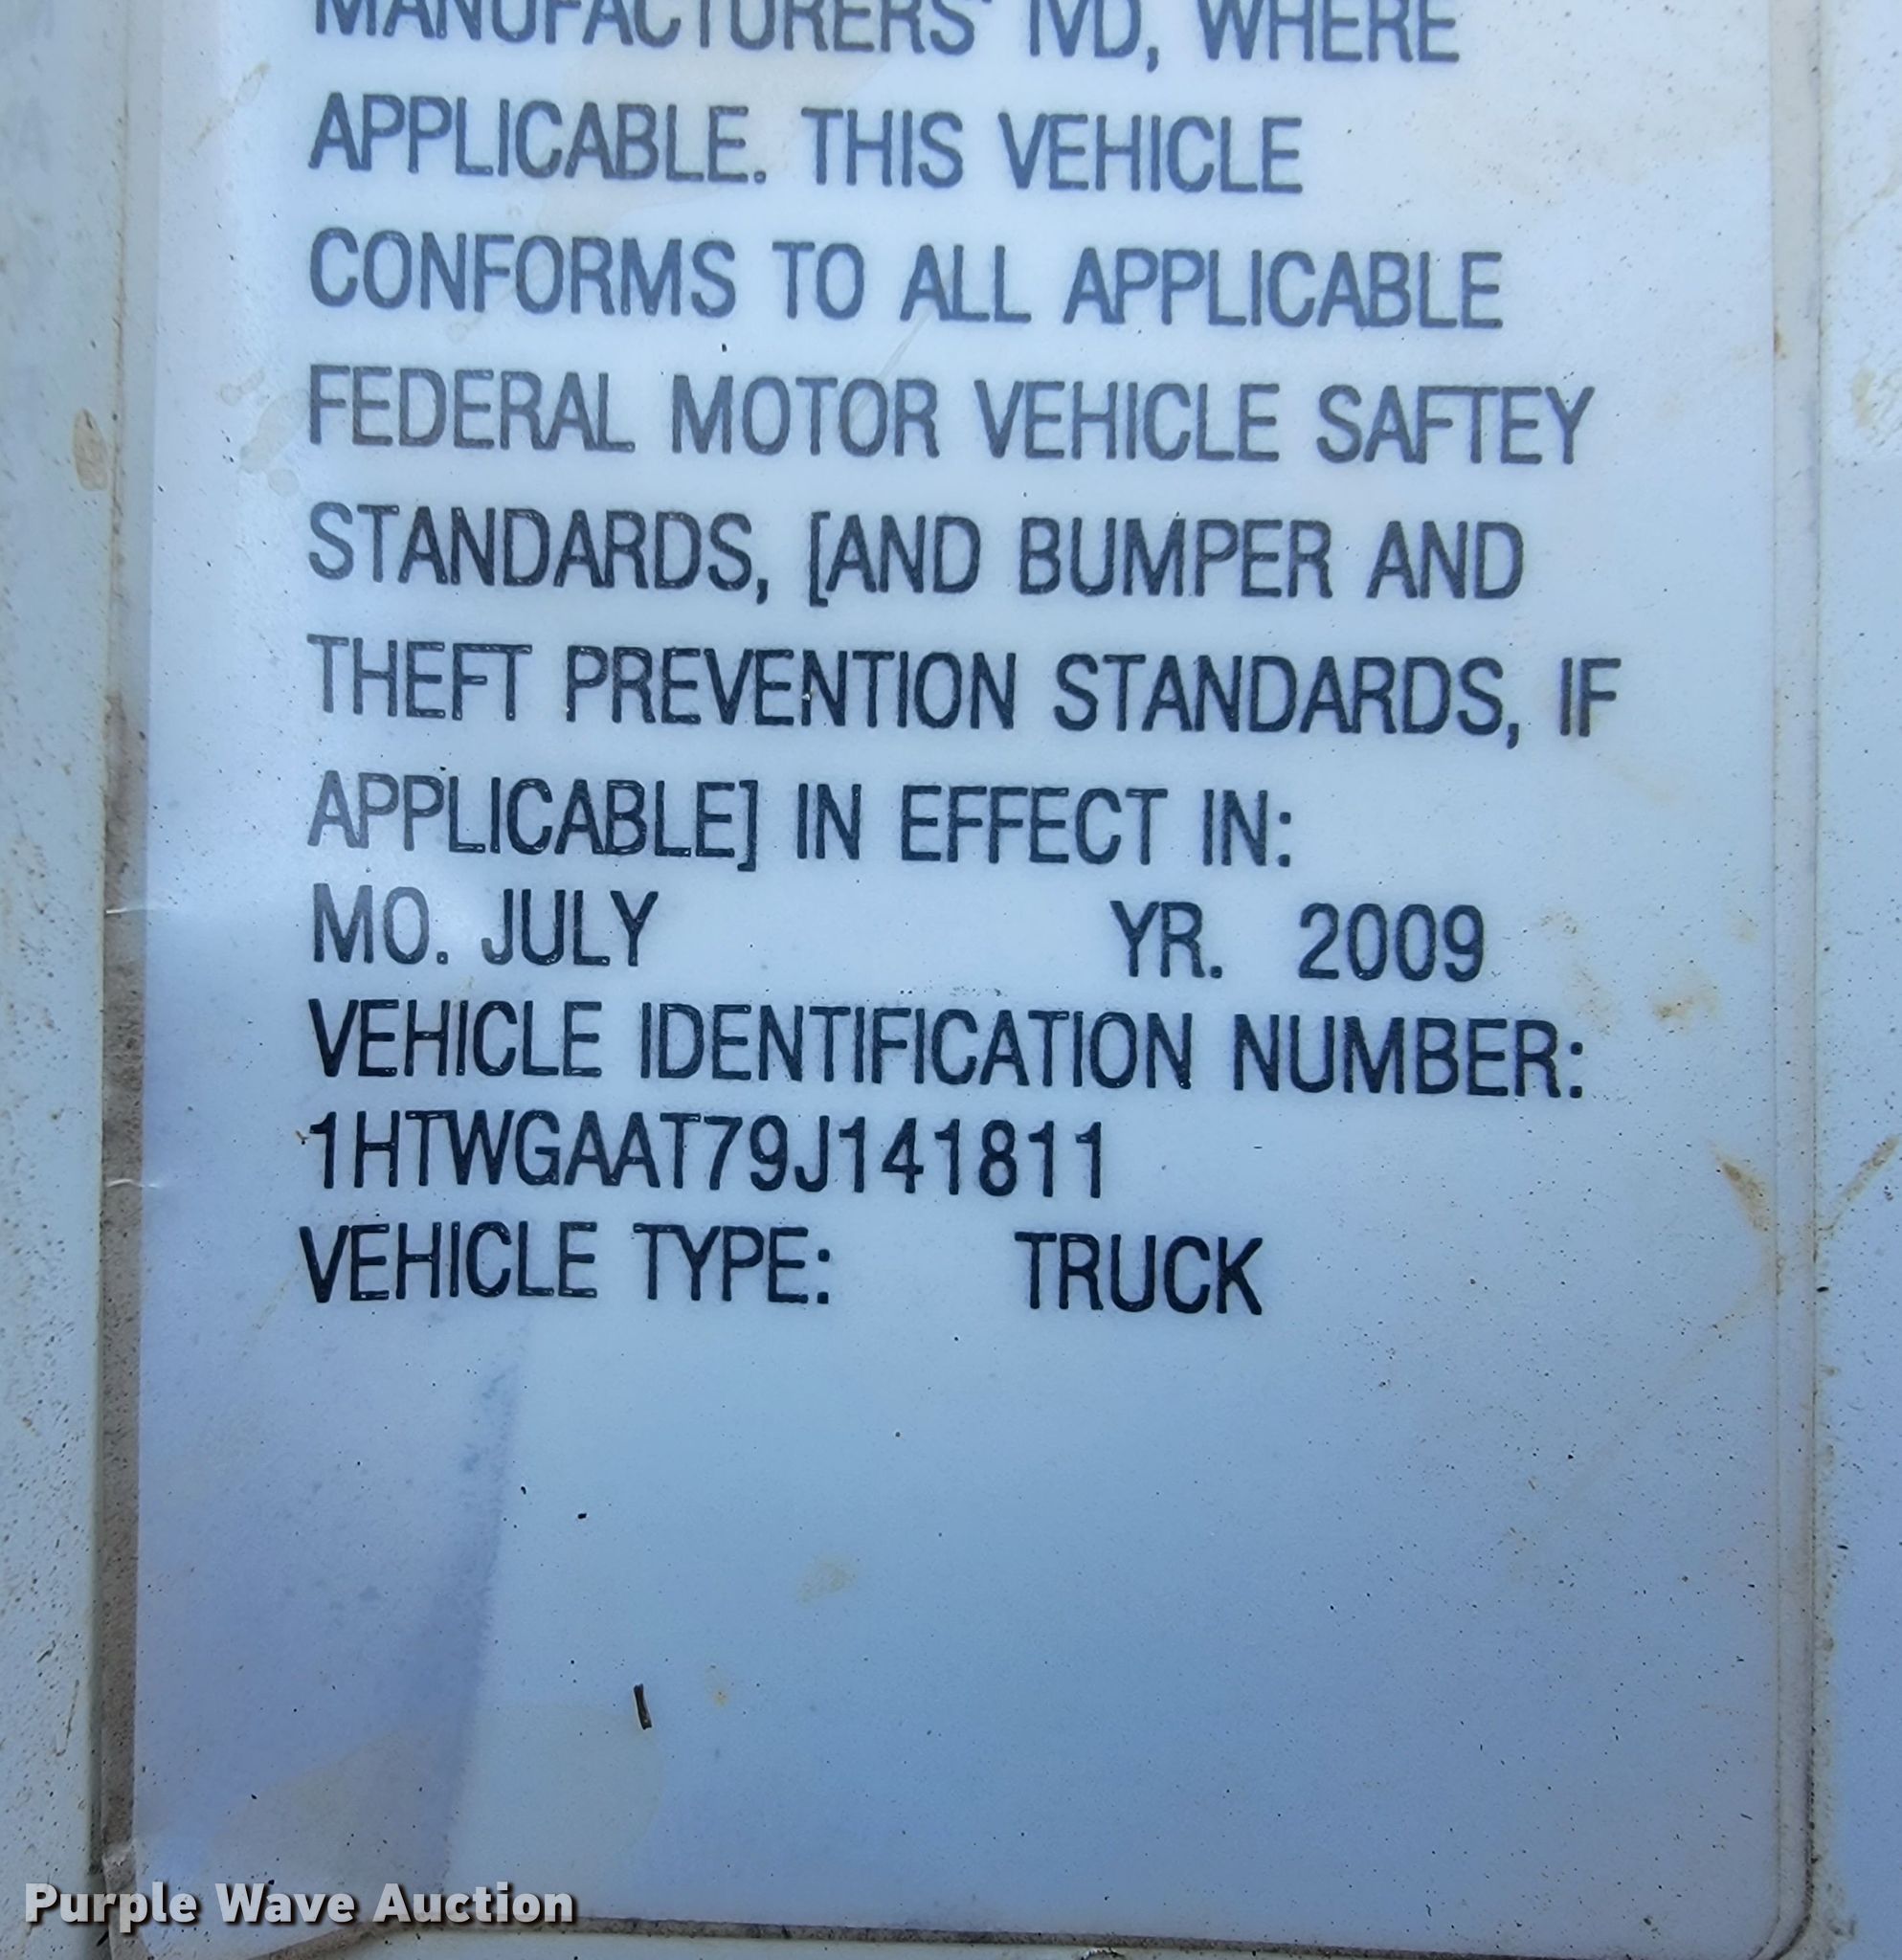 MANUFACTURERS' IVD, WHERE
APPLICABLE. THIS VEHICLE
CONFORMS TO ALL APPLICABLE
FEDERAL MOTOR VEHICLE SAFTEY
STANDARDS, [AND BUMPER AND
THEFT PREVENTION STANDARDS, IF
APPLICABLE] IN EFFECT IN:
MO. JULY YR. 2009
VEHICLE IDENTIFICATION NUMBER:
1HTWGAAT79J141811
VEHICLE TYPE: TRUCK
Purple Wave Auction